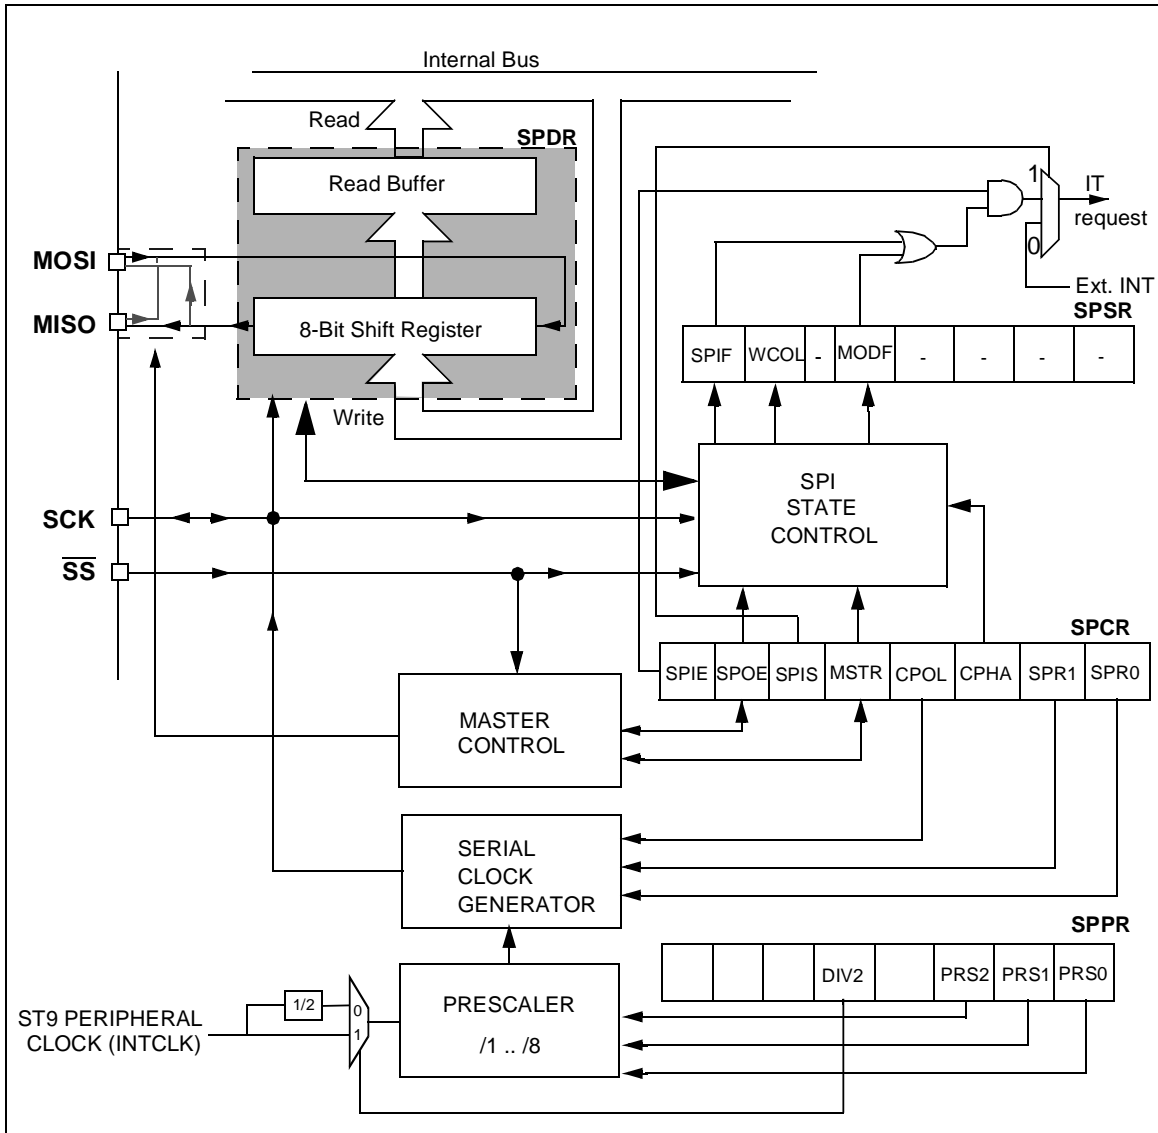 Internal Bus
Read
SPDR
Read Buffer
1
IT
request
MOSI
0
Ext. INT
MISO
8-Bit Shift Register
SPSR
SPIF WCOL - MODF - - - -
Write
SPI
STATE
CONTROL
SCK
SS
SPCR
SPIE SPOE SPIS MSTR CPOL CPHA SPR1 SPR0
MASTER
CONTROL
SERIAL
CLOCK
GENERATOR
SPPR
DIV2 PRS2 PRS1 PRS0
1/2
0
1
ST9 PERIPHERAL
CLOCK (INTCLK)
PRESCALER
/1 .. /8